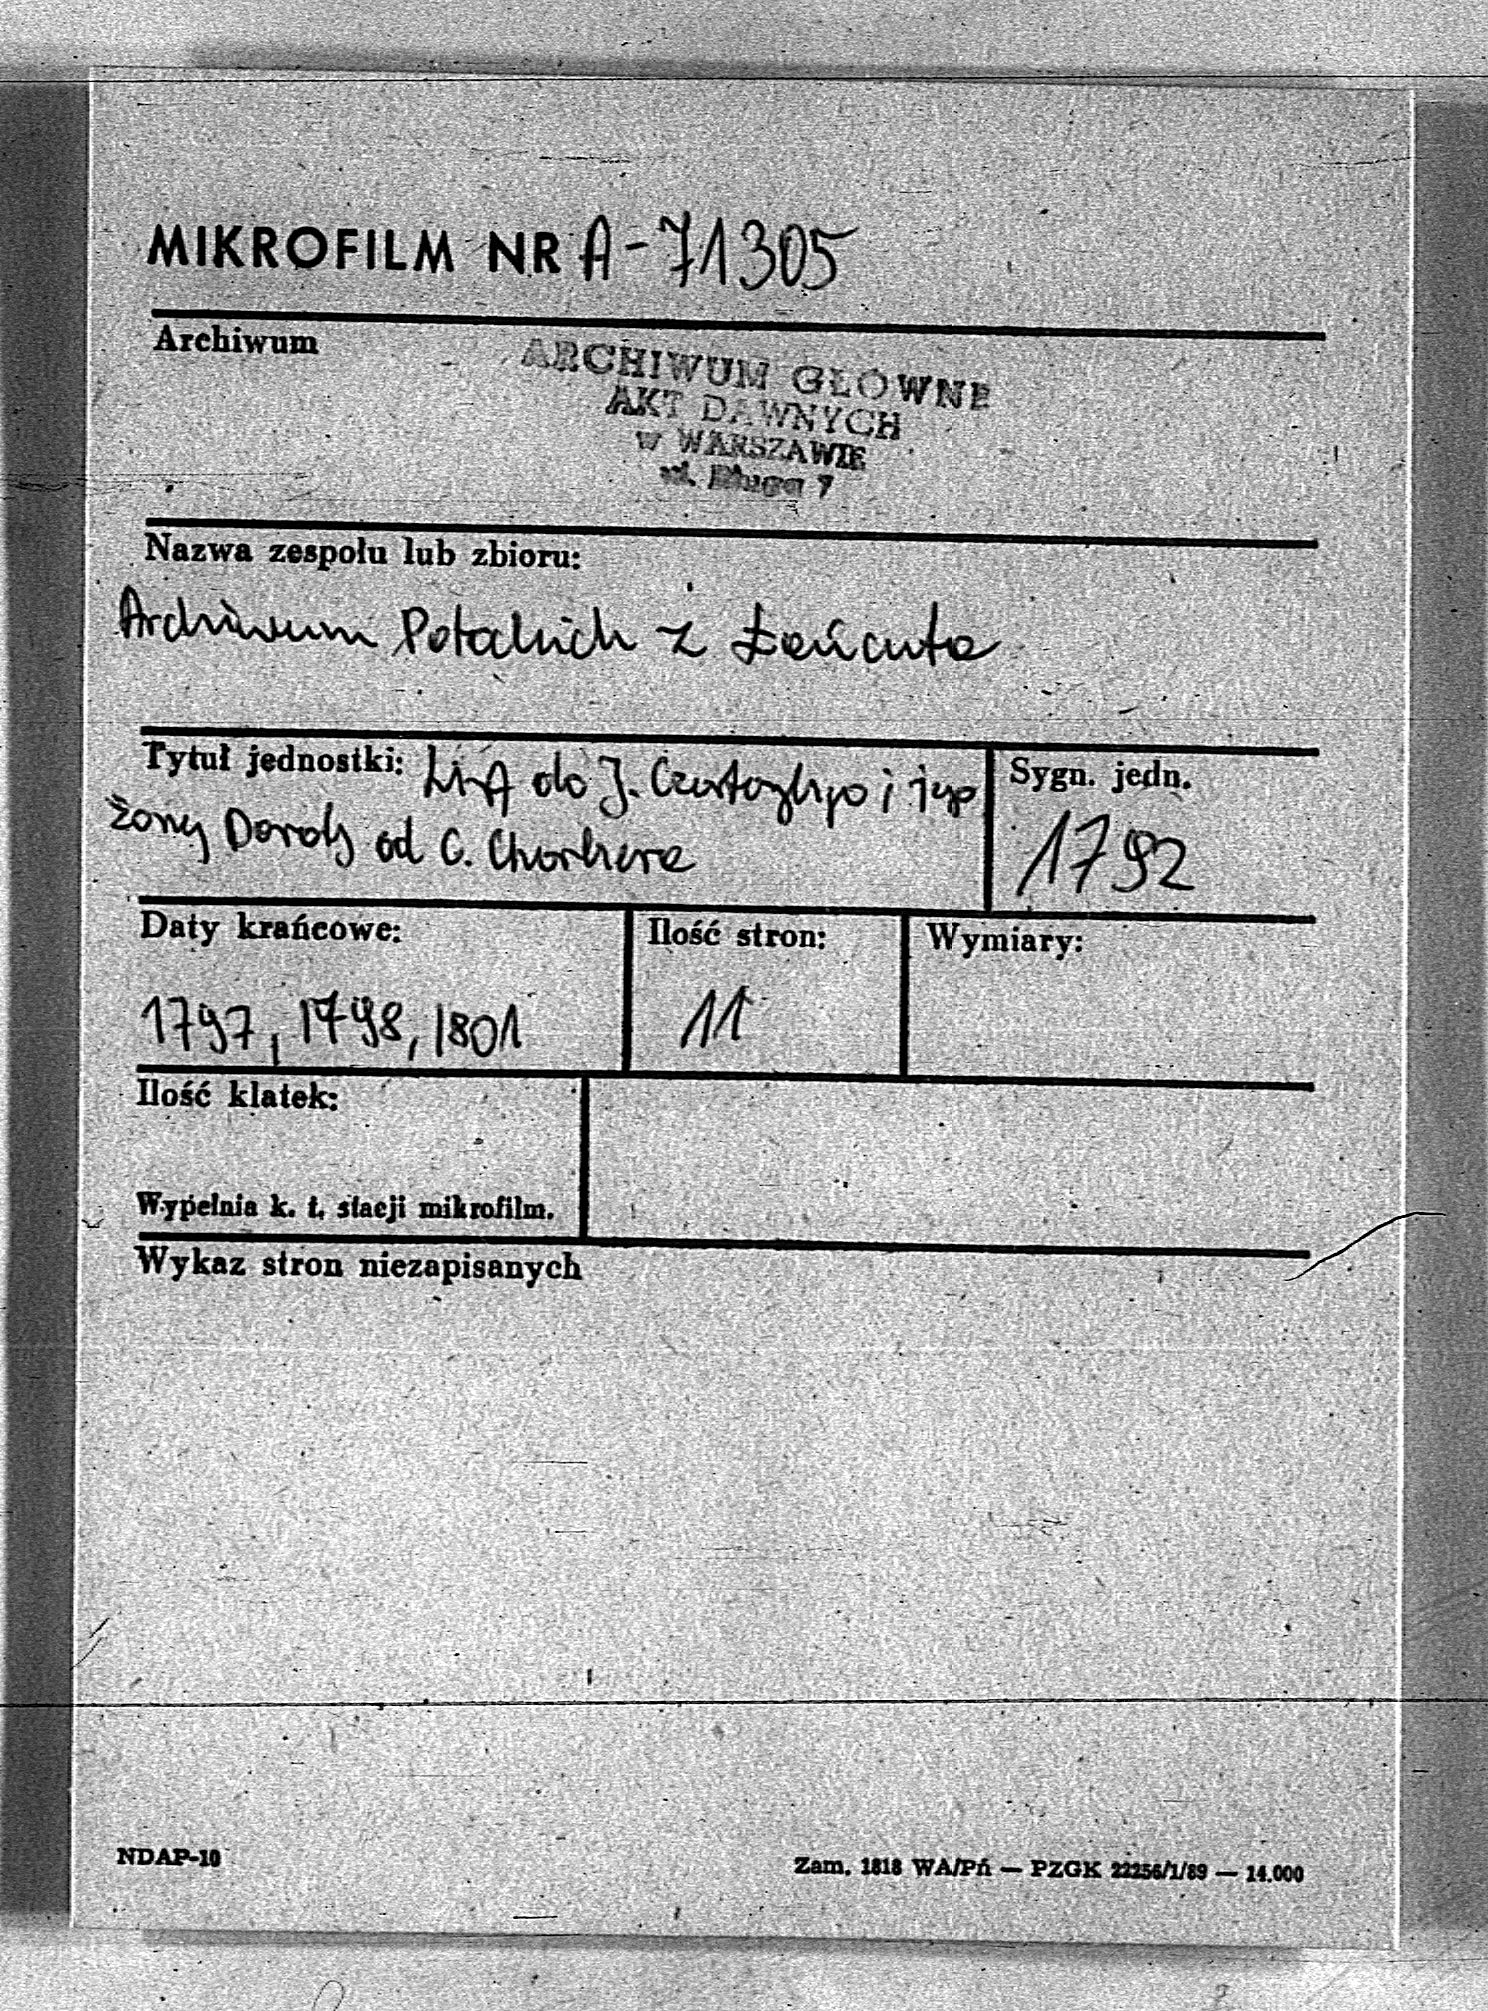 MIKROFILM NR A-71305
Archiwum
ARCHIWUM GŁÓWNE
AKT DAWNYCH
w WARSZAWIE
ul. Długa 7
Nazwa zespołu lub zbioru:
Archiwum Potockich z Łańcuta
Tytuł jednostki: List do J. Czartoryskiego i jego
żony Doroty od C.
Sygn. jedn.
1792
Daty krańcowe:
1797, 1798, 1801
Ilość stron:
11
Wymiary:
Ilość klatek:
Wypełnia k. t. stacji mikrofilm.
Wykaz stron niezapisanych
NDAP-10
Zam. 1818 WA/Pń — PZGK 22256/1/89 — 14.000